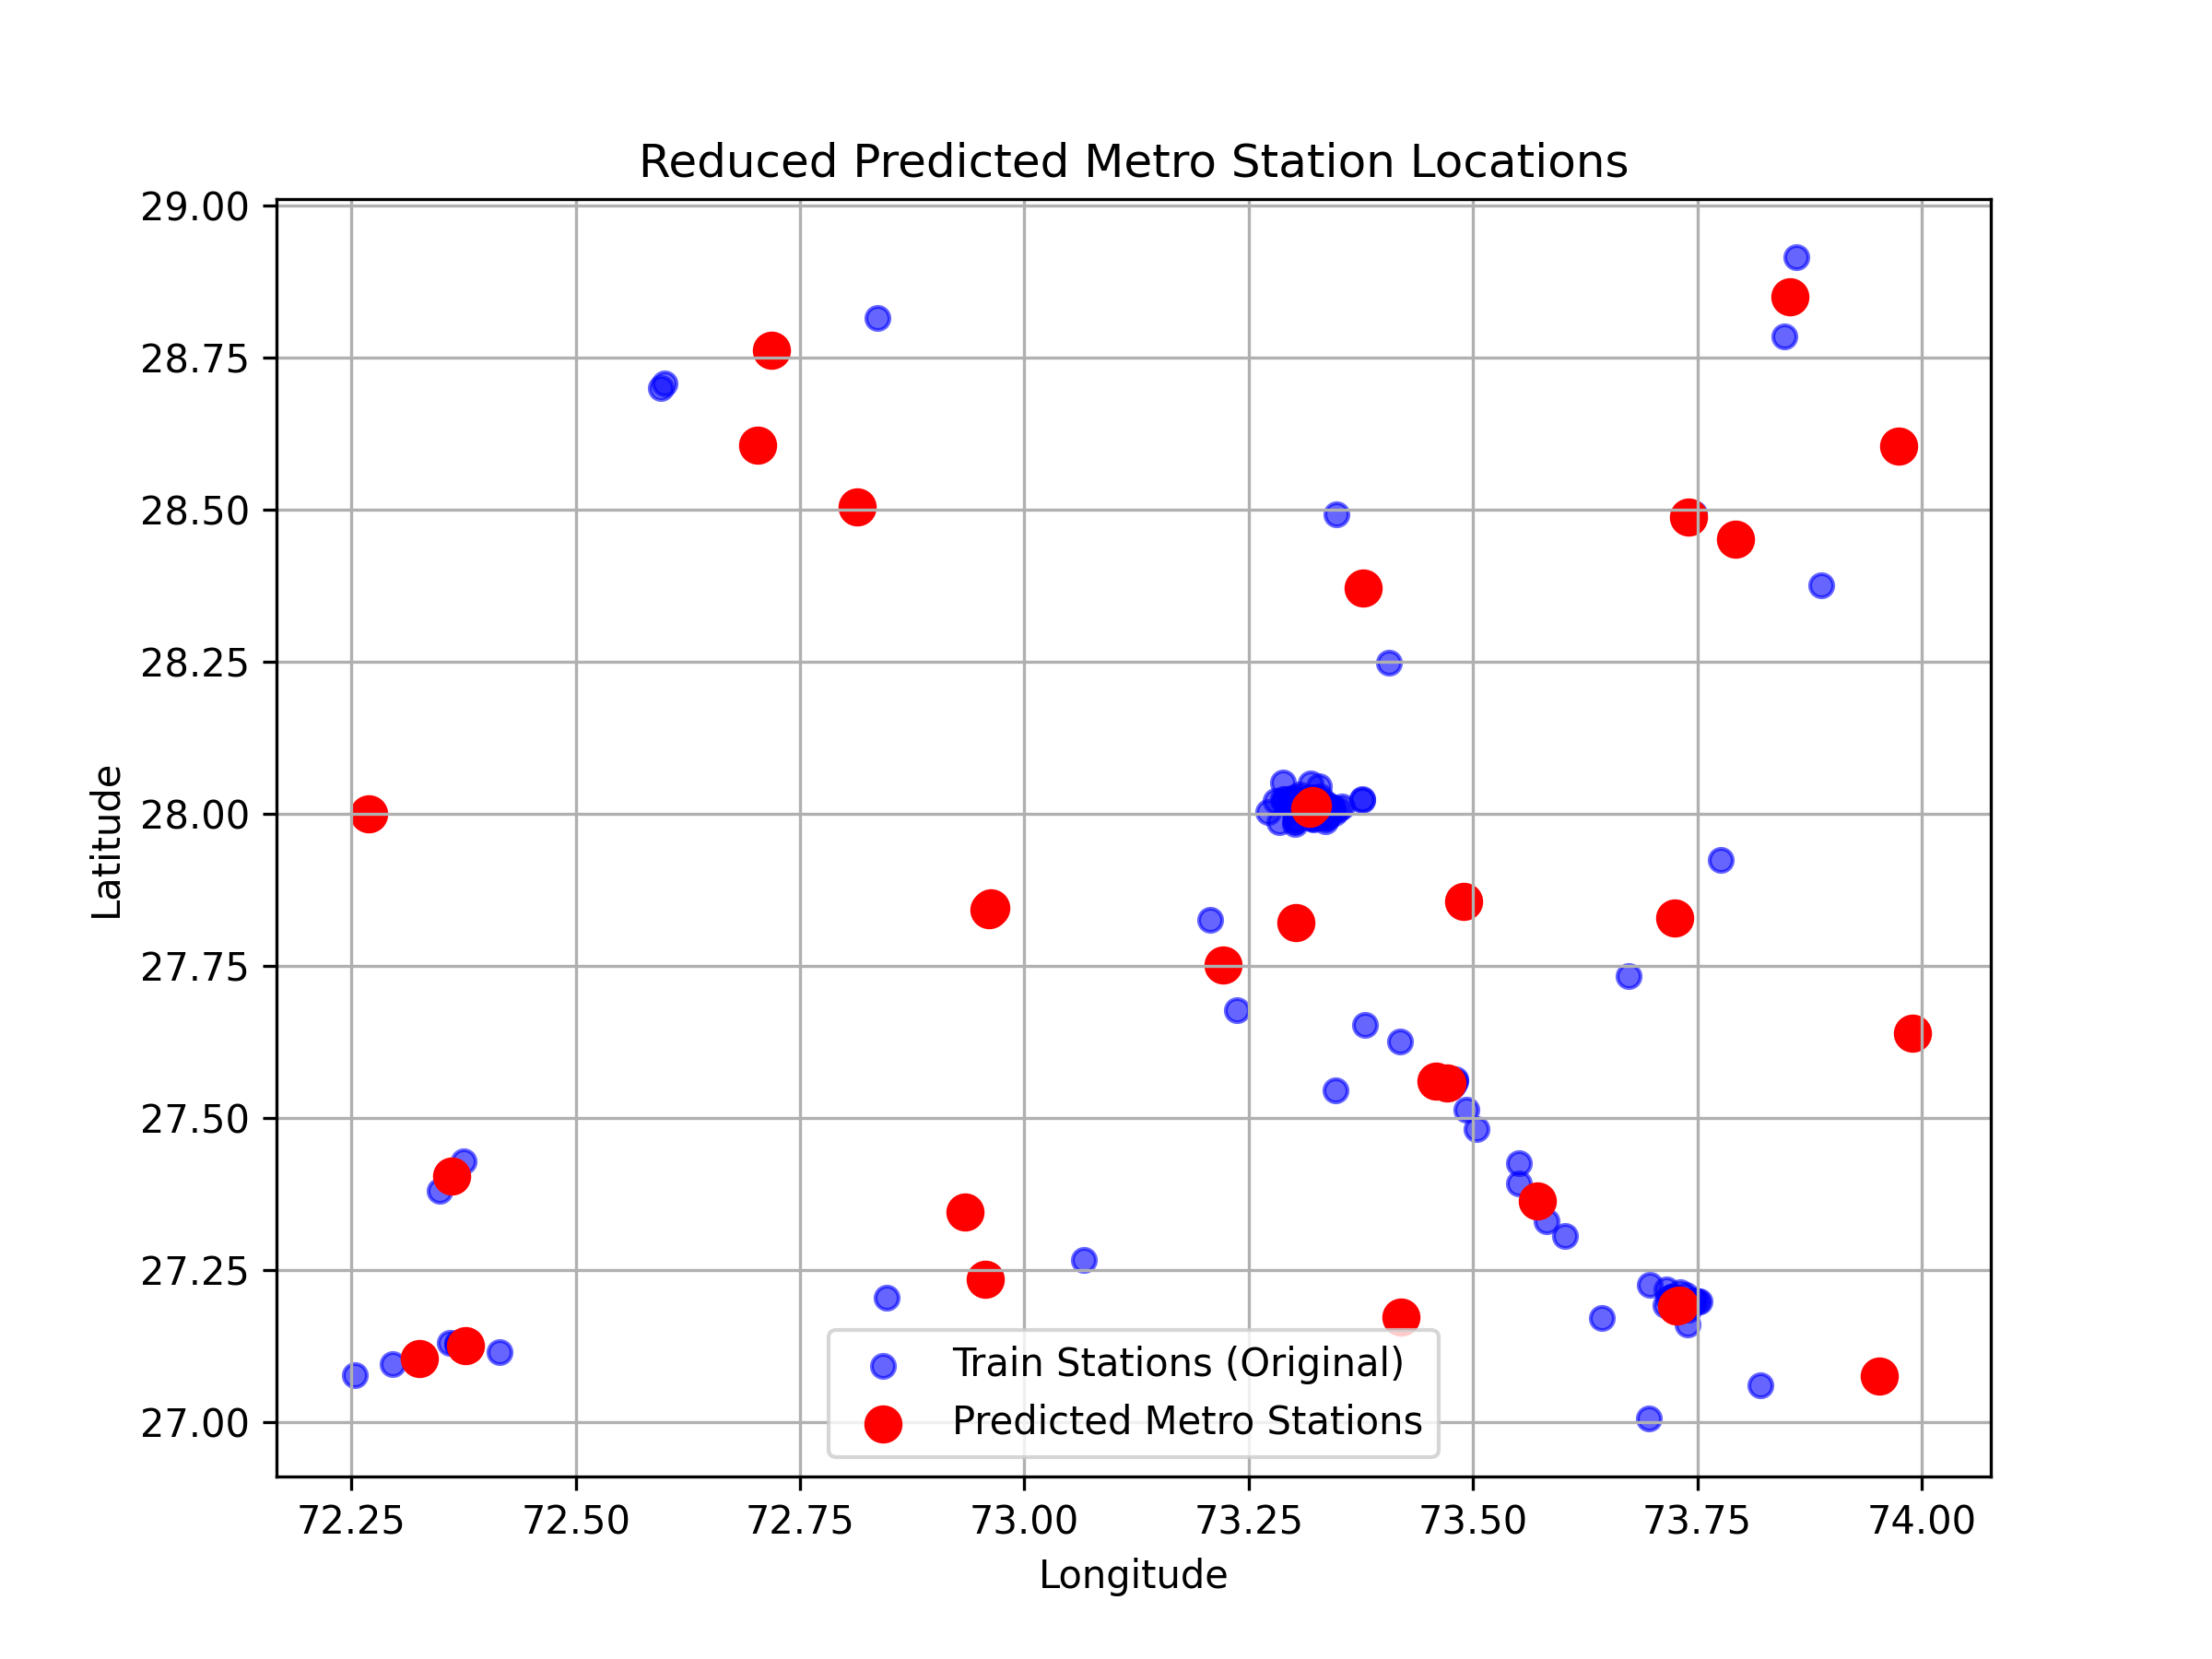 Reduced Predicted Metro Station Locations
29.00
28.75
28.50
28.25
28.00
27.75
27.50
27.25
27.00
Latitude
Train Stations (Original)
Predicted Metro Stations
72.25 72.50 72.75 73.00 73.25 73.50 73.75 74.00
Longitude